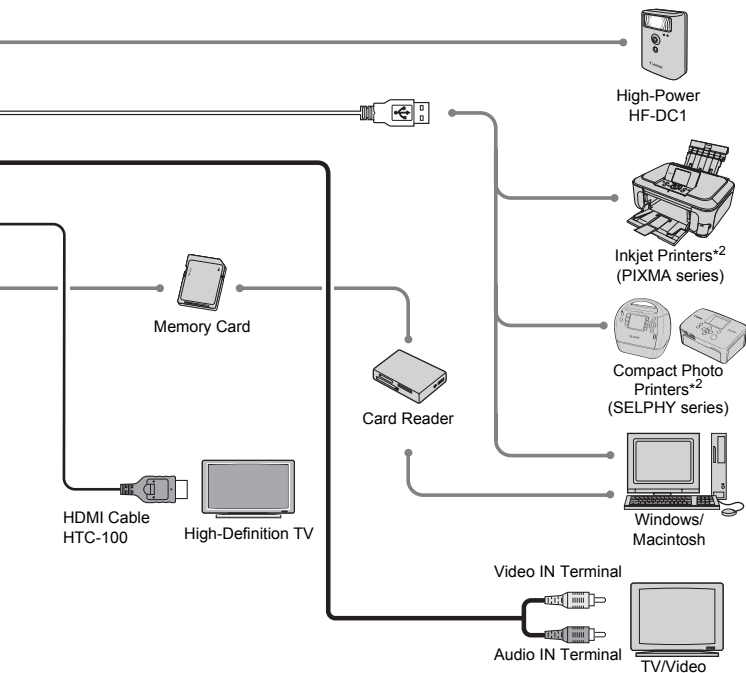 Canon
High-Power
HF-DC1
Inkjet Printers*2
(PIXMA series)
Memory Card
Compact Photo
Printers*2
(SELPHY series)
Card Reader
HDMI Cable
HTC-100
High-Definition TV
Windows/
Macintosh
Video IN Terminal
Audio IN Terminal
TV/Video